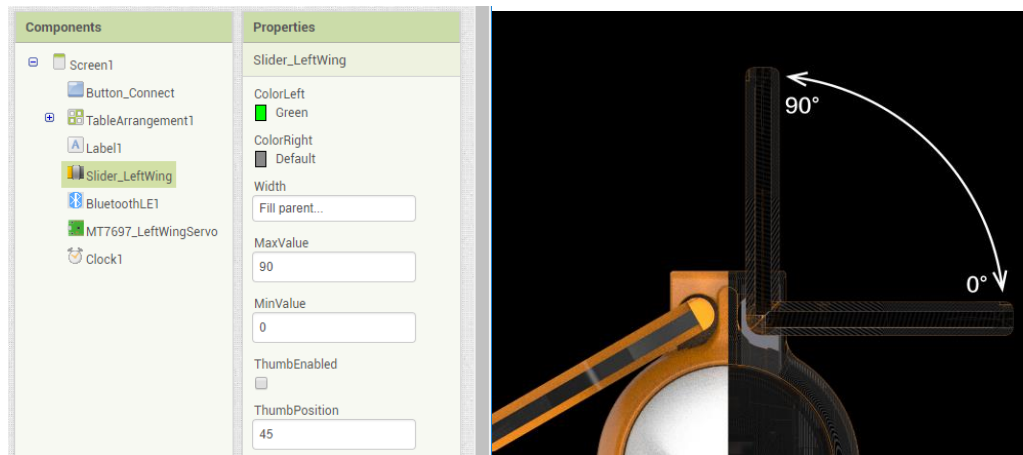 Components
Screen1
Button_Connect
TableArrangement1
A Label1
Slider_LeftWing
BluetoothLE1
MT7697_LeftWingServo
Clock1
Properties
Slider_LeftWing
ColorLeft
Green
ColorRight
Default
Width
Fill parent...
MaxValue
90
MinValue
0
ThumbEnabled
ThumbPosition
45
90°
0°